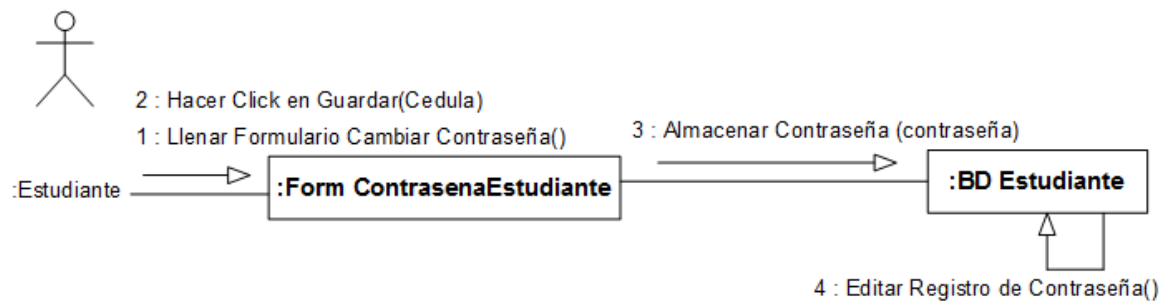 2 : Hacer Click en Guardar(Cedula)
1 : Llenar Formulario Cambiar Contraseña()
3 : Almacenar Contraseña (contraseña)
:Estudiante
:Form ContrasenaEstudiante
:BD Estudiante
4 : Editar Registro de Contraseña()